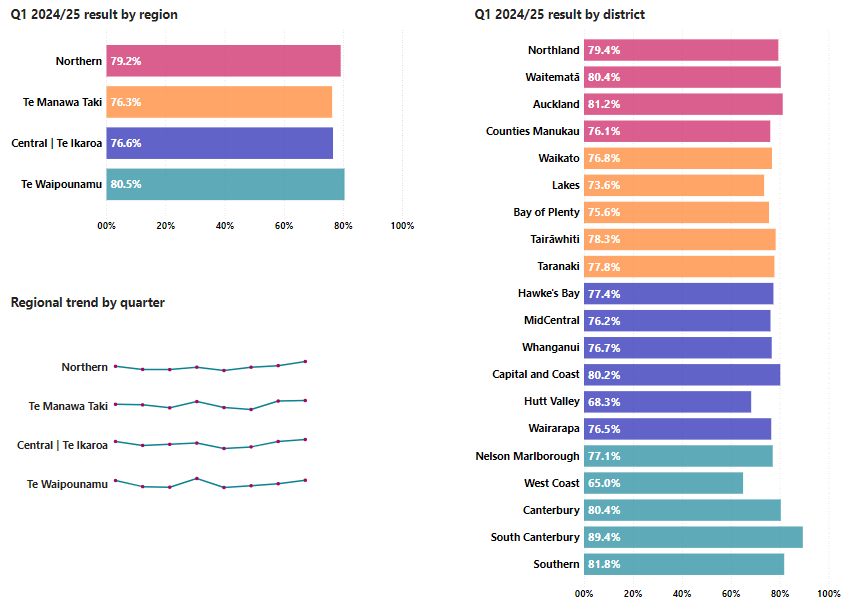 Q1 2024/25 result by region
Northern 79.2%
Te Manawa Taki 76.3%
Central | Te Ikaroa 76.6%
Te Waipounamu 80.5%
00% 20% 40% 60% 80% 100%
Regional trend by quarter
Northern
Te Manawa Taki
Central | Te Ikaroa
Te Waipounamu
Q1 2024/25 result by district
Northland 79.4%
Waitematā 80.4%
Auckland 81.2%
Counties Manukau 76.1%
Waikato 76.8%
Lakes 73.6%
Bay of Plenty 75.6%
Tairāwhiti 78.3%
Taranaki 77.8%
Hawke's Bay 77.4%
MidCentral 76.2%
Whanganui 76.7%
Capital and Coast 80.2%
Hutt Valley 68.3%
Wairarapa 76.5%
Nelson Marlborough 77.1%
West Coast 65.0%
Canterbury 80.4%
South Canterbury 89.4%
Southern 81.8%
00% 20% 40% 60% 80% 100%